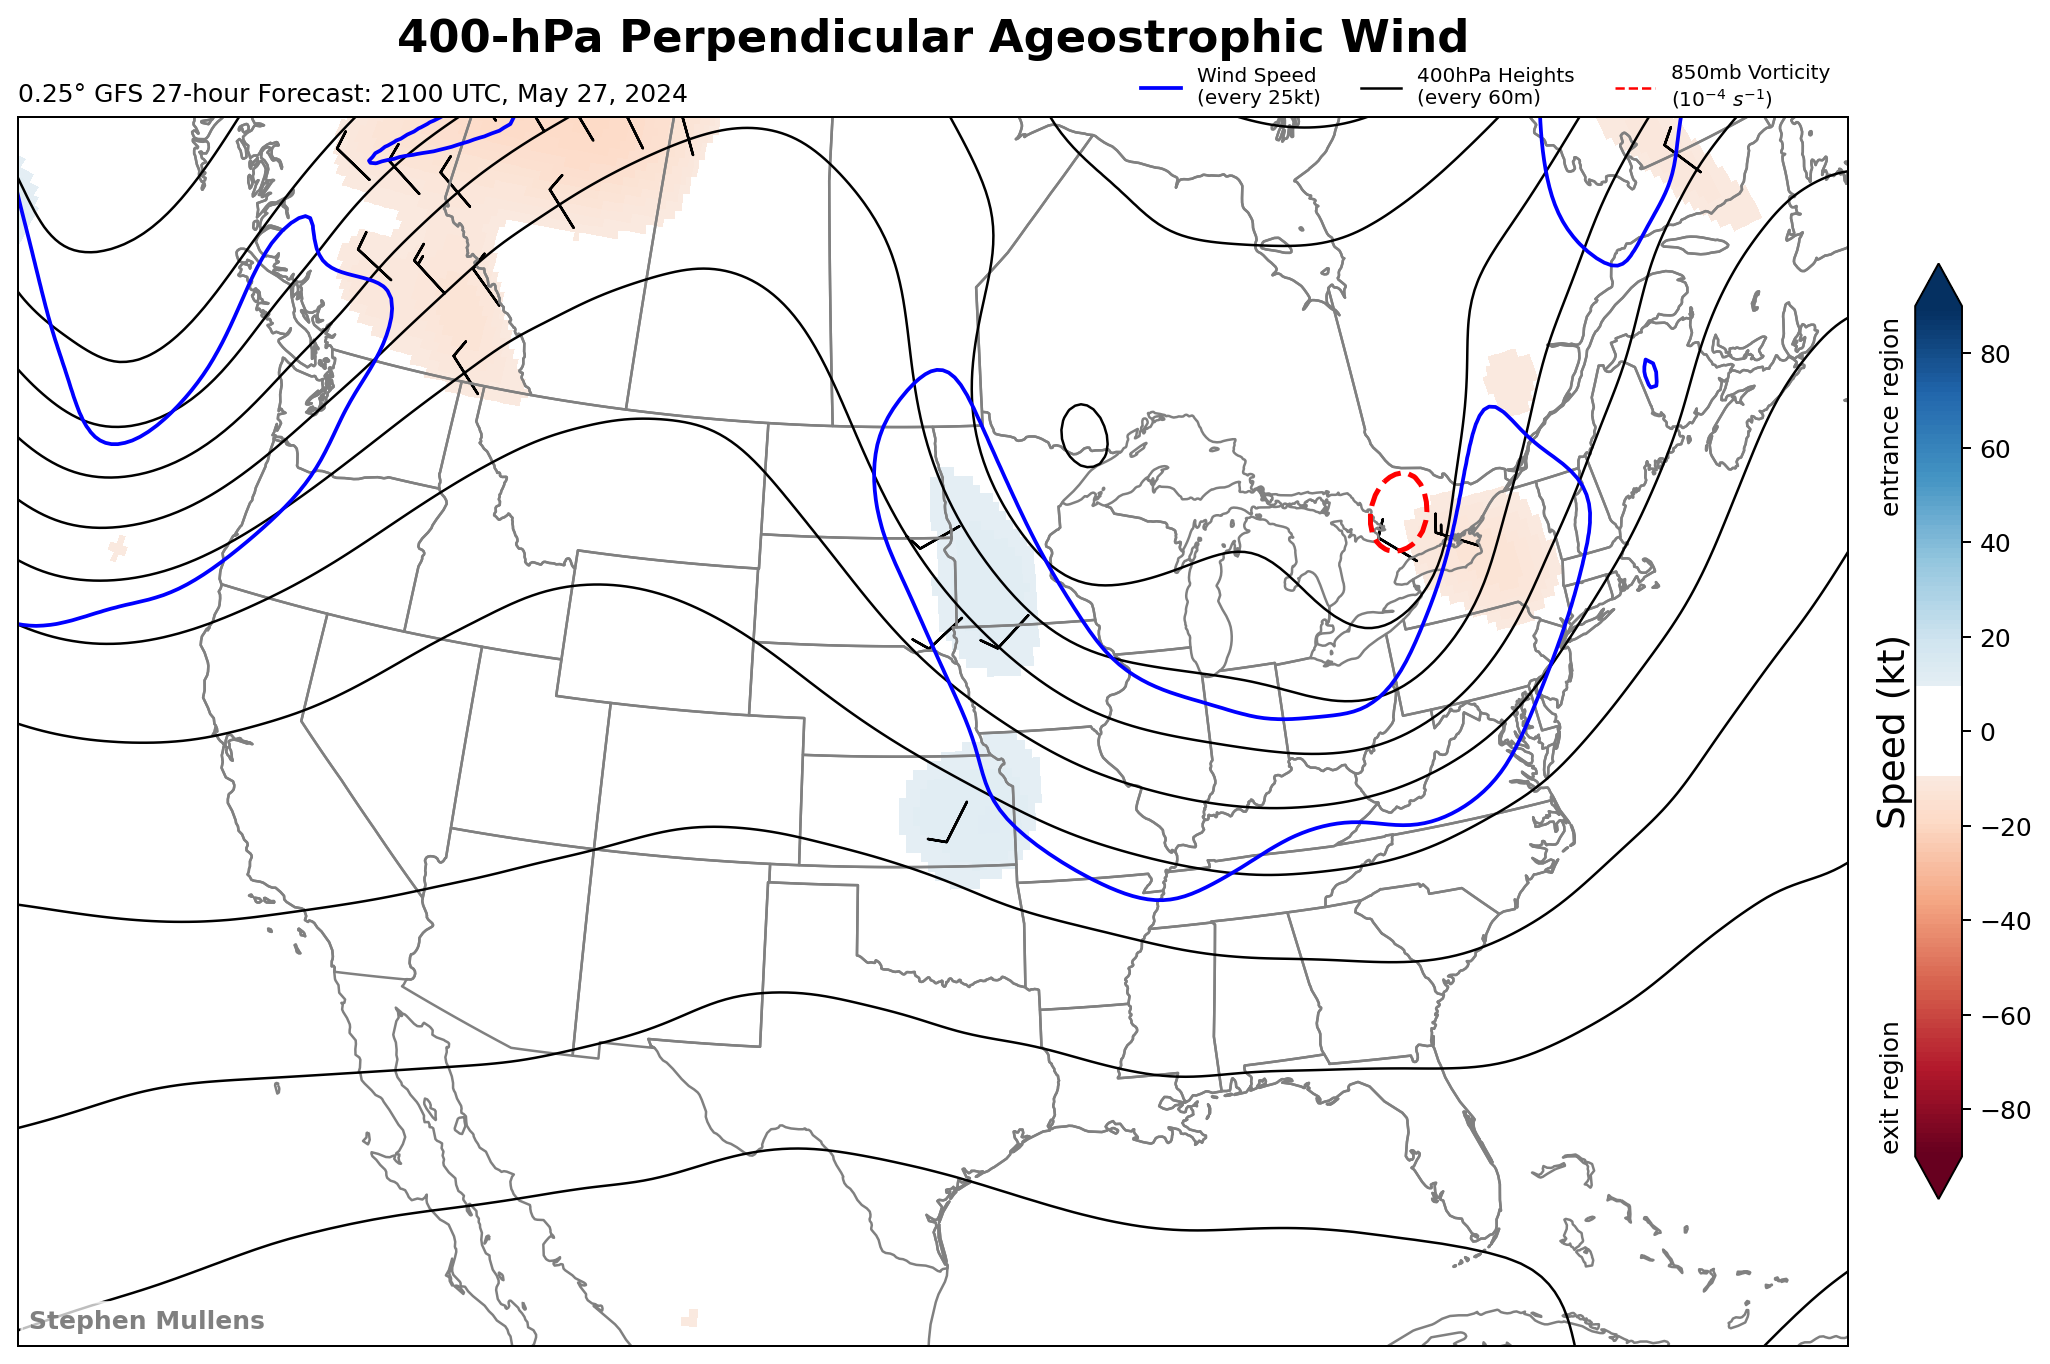 400-hPa Perpendicular Ageostrophic Wind
0.25° GFS 27-hour Forecast: 2100 UTC, May 27, 2024
Wind Speed
(every 25kt)
400hPa Heights
(every 60m)
850mb Vorticity
(10⁻⁴ s⁻¹)
entrance region
Speed (kt)
exit region
80
60
40
20
0
−20
−40
−60
−80
Stephen Mullens